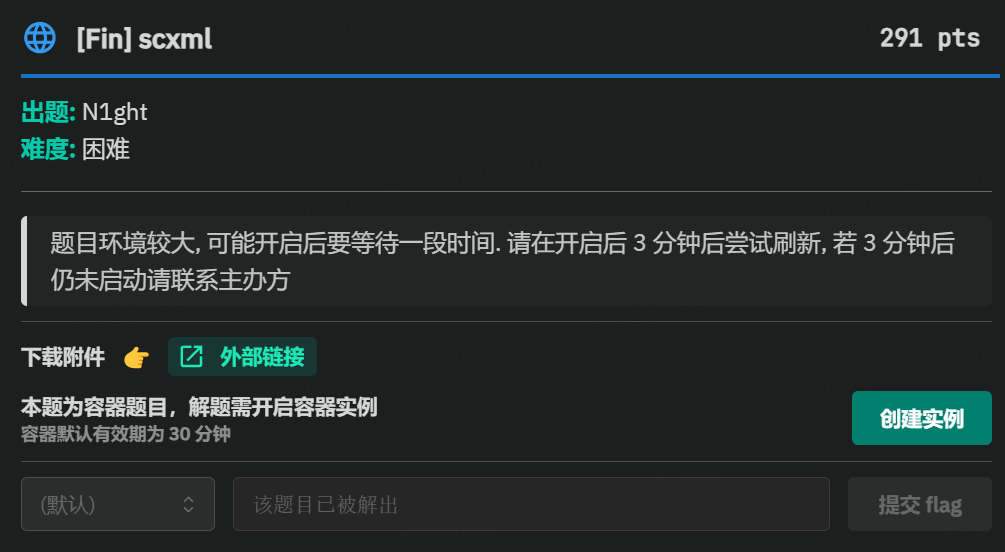 [Fin] scxml
291 pts
出题: N1ght
难度: 困难
题目环境较大, 可能开启后要等待一段时间. 请在开启后 3 分钟后尝试刷新, 若 3 分钟后
仍未启动请联系主办方
下载附件 👉 外部链接
本题为容器题目，解题需开启容器实例
容器默认有效期为 30 分钟
创建实例
(默认)
该题目已被解出
提交 flag